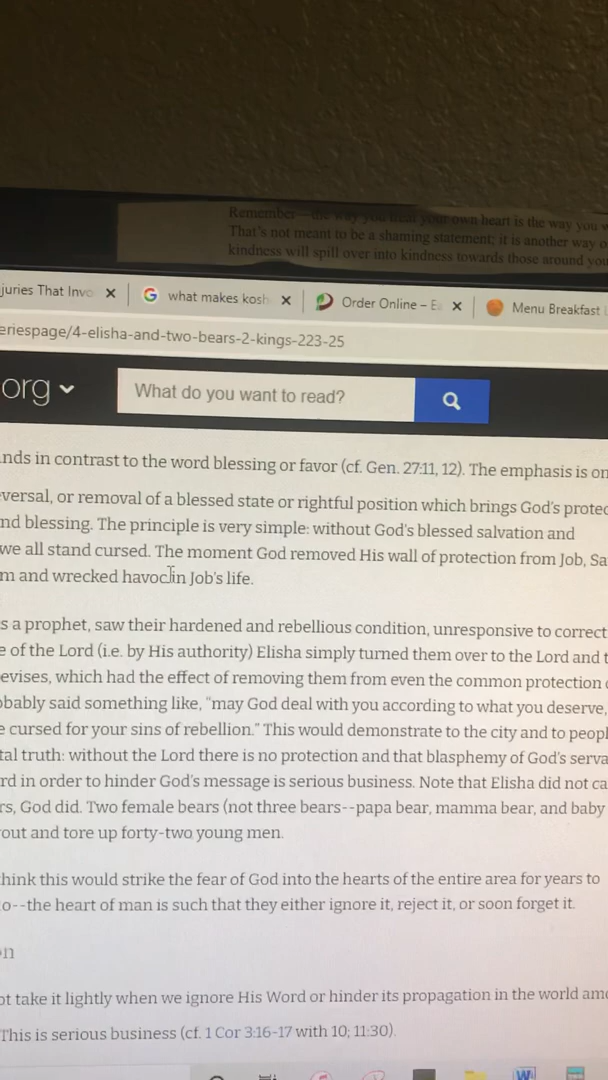 Remember—the way you treat your own heart is the way you
That's not meant to be a shaming statement; it is another way
kindness will spill over into kindness towards those around you
juries That Invo
what makes kosh
Order Online – E
Menu Breakfast
eriespage/4-elisha-and-two-bears-2-kings-223-25
org
What do you want to read?
nds in contrast to the word blessing or favor (cf. Gen. 27:11, 12). The emphasis is on
versal, or removal of a blessed state or rightful position which brings God's protec
nd blessing. The principle is very simple: without God's blessed salvation and
we all stand cursed. The moment God removed His wall of protection from Job, Sa
m and wrecked havoc in Job's life.
s a prophet, saw their hardened and rebellious condition, unresponsive to correct
e of the Lord (i.e. by His authority) Elisha simply turned them over to the Lord and t
evises, which had the effect of removing them from even the common protection
obably said something like, "may God deal with you according to what you deserve,
e cursed for your sins of rebellion." This would demonstrate to the city and to peopl
tal truth: without the Lord there is no protection and that blasphemy of God's serva
rd in order to hinder God's message is serious business. Note that Elisha did not ca
rs, God did. Two female bears (not three bears--papa bear, mamma bear, and baby
out and tore up forty-two young men.
think this would strike the fear of God into the hearts of the entire area for years to
o--the heart of man is such that they either ignore it, reject it, or soon forget it.
on
ot take it lightly when we ignore His Word or hinder its propagation in the world amo
This is serious business (cf. 1 Cor 3:16-17 with 10; 11:30).